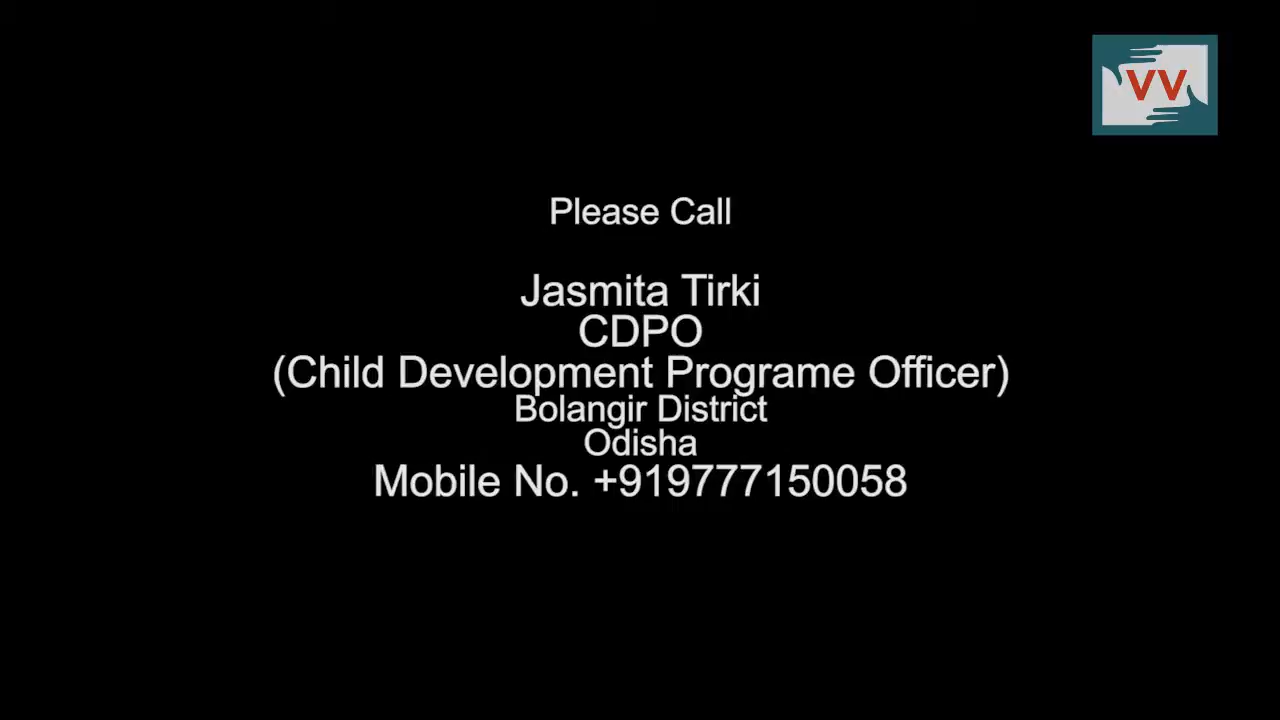 VV
Please Call
Jasmita Tirki
CDPO
(Child Development Programe Officer)
Bolangir District
Odisha
Mobile No. +919777150058